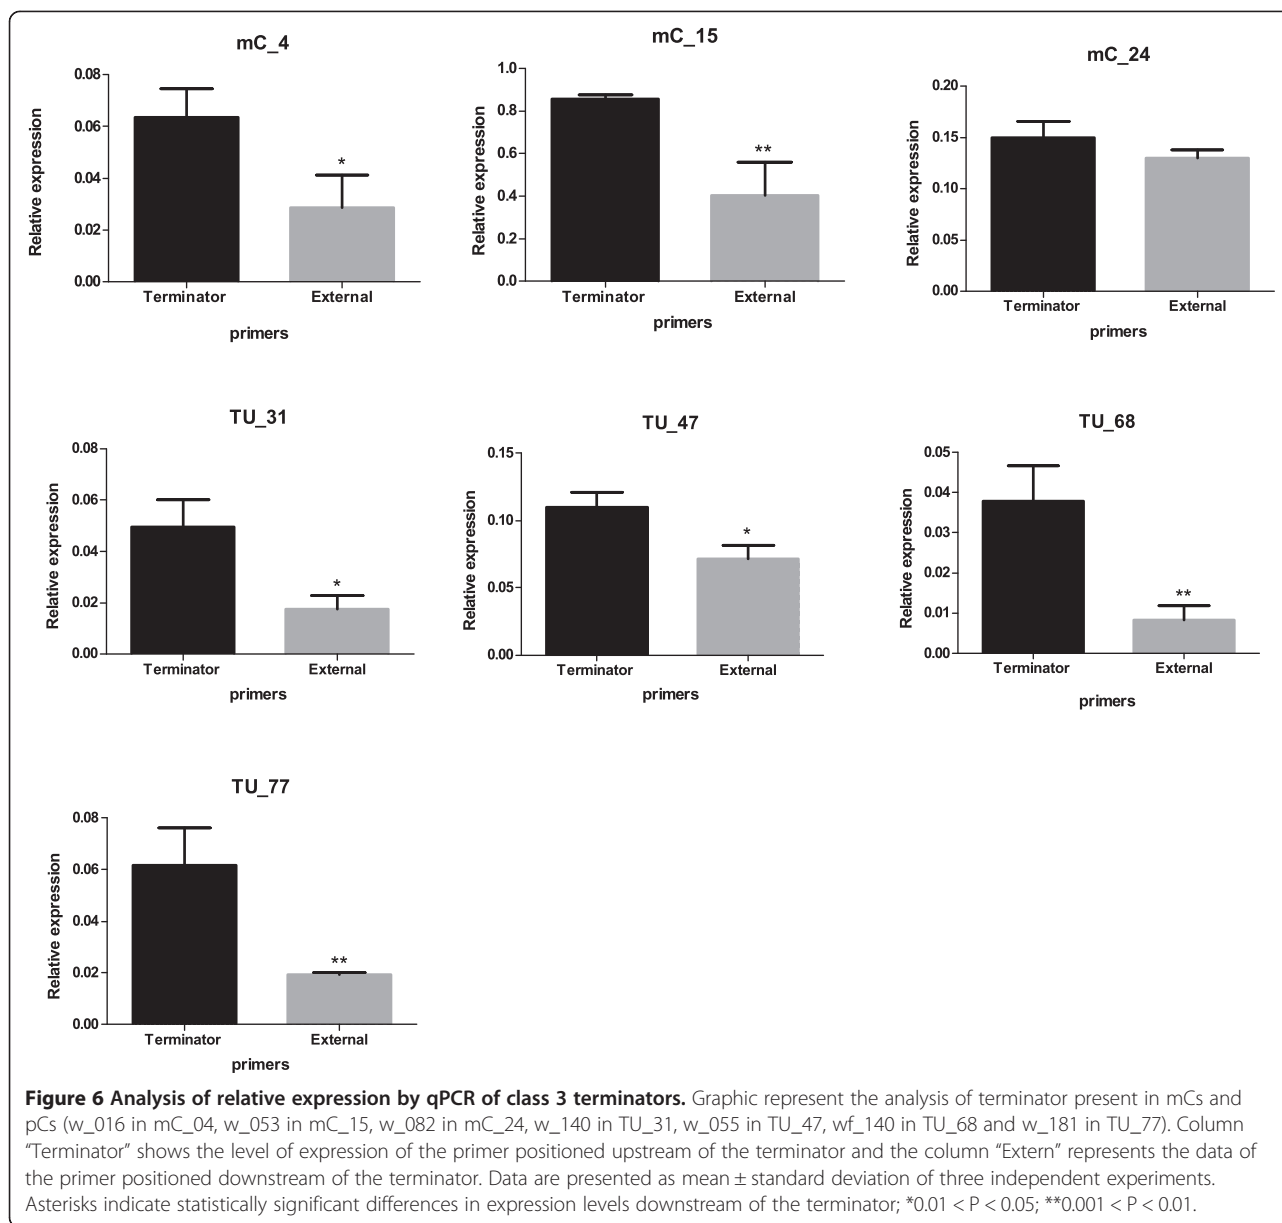 mC_4
Relative expression
0.08
0.06
0.04
0.02
0.00
*
Terminator External
primers
mC_15
Relative expression
1.0
0.8
0.6
0.4
0.2
0.0
**
Terminator External
primers
mC_24
Relative expression
0.20
0.15
0.10
0.05
0.00
Terminator External
primers
TU_31
Relative expression
0.08
0.06
0.04
0.02
0.00
*
Terminator External
primers
TU_47
Relative expression
0.15
0.10
0.05
0.00
*
Terminator External
primers
TU_68
Relative expression
0.05
0.04
0.03
0.02
0.01
0.00
**
Terminator External
primers
TU_77
Relative expression
0.08
0.06
0.04
0.02
0.00
**
Terminator External
primers
Figure 6 Analysis of relative expression by qPCR of class 3 terminators. Graphic represent the analysis of terminator present in mCs and
pCs (w_016 in mC_04, w_053 in mC_15, w_082 in mC_24, w_140 in TU_31, w_055 in TU_47, wf_140 in TU_68 and w_181 in TU_77). Column
“Terminator” shows the level of expression of the primer positioned upstream of the terminator and the column “Extern” represents the data of
the primer positioned downstream of the terminator. Data are presented as mean ± standard deviation of three independent experiments.
Asterisks indicate statistically significant differences in expression levels downstream of the terminator; *0.01 < P < 0.05; **0.001 < P < 0.01.